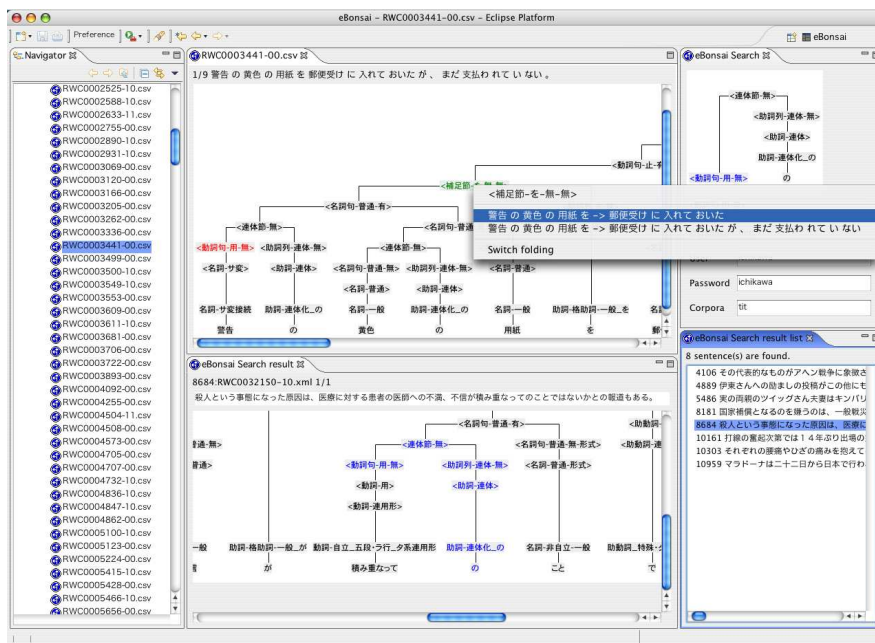 eBonsai – RWC0003441-00.csv – Eclipse Platform
Preference
eBonsai
Navigator
RWC0002525-10.csv
RWC0002588-10.csv
RWC0002633-11.csv
RWC0002755-00.csv
RWC0002890-10.csv
RWC0002931-10.csv
RWC0003069-00.csv
RWC0003120-00.csv
RWC0003166-00.csv
RWC0003205-00.csv
RWC0003262-00.csv
RWC0003336-00.csv
RWC0003441-00.csv
RWC0003499-00.csv
RWC0003500-10.csv
RWC0003549-10.csv
RWC0003553-00.csv
RWC0003609-00.csv
RWC0003611-10.csv
RWC0003681-00.csv
RWC0003706-00.csv
RWC0003722-00.csv
RWC0003893-00.csv
RWC0004092-00.csv
RWC0004255-00.csv
RWC0004504-11.csv
RWC0004508-00.csv
RWC0004573-00.csv
RWC0004705-00.csv
RWC0004707-00.csv
RWC0004732-10.csv
RWC0004836-10.csv
RWC0004847-10.csv
RWC0004862-00.csv
RWC0005100-10.csv
RWC0005123-00.csv
RWC0005224-00.csv
RWC0005415-10.csv
RWC0005428-00.csv
RWC0005466-10.csv
RWC0005656-00.csv
RWC0003441-00.csv
1/9 警告 の 黄色 の 用紙 を 郵便受け に 入れて おいた が 、 まだ 支払わ れて い ない 。
<動詞句-止-有
<補足節-を-無-無>
<名詞句-普通-有>
<連体節-無> <名詞句-普通
<動詞句-用-無> <助詞列-連体-無> <連体節-無>
<名詞-サ変> <助詞-連体> <名詞句-普通-無> <助詞列-連体-無>
<名詞-普通> <助詞-連体>
名詞-サ変接続 助詞-連体化_の 名詞-一般 助詞-連体化_の 名詞-一般 助詞-格助詞-一般_を 名詞
警告 の 黄色 の 用紙 を 郵
<補足節-を-無-無>
警告 の 黄色 の 用紙 を -> 郵便受け に 入れて おいた
警告 の 黄色 の 用紙 を -> 郵便受け に 入れて おいた が 、 まだ 支払わ れて い ない
Switch folding
eBonsai Search
<連体節-無>
<助詞列-連体-無>
<助詞-連体>
助詞-連体化_の
<動詞句-用-無> の
Password ichikawa
Corpora tit
eBonsai Search result
8684:RWC0032150-10.xml 1/1
殺人という事態になった原因は、医療に対する患者の医師への不満、不信が積み重なってのことではないかとの報道もある。
<名詞句-普通-有> <助動詞
普通-無> <連体節-無> <名詞句-普通-無-形式> <助動詞-連
普通> <動詞句-用-無> <助詞列-連体-無> <名詞-普通-形式>
<動詞-用> <助詞-連体>
<動詞-連用形>
-一般 助詞-格助詞-一般_が 動詞-自立_五段・ラ行_タ系連用形 助詞-連体化_の 名詞-非自立-一般 助動詞_特殊・
が 積み重なって の こと で
eBonsai Search result list
8 sentence(s) are found.
4106 その代表的なものがアヘン戦争に象徴さ
4889 伊東さんへの励ましの投稿がこの他にも
5486 実の両親のツイッグさん夫妻はキンバリ
8181 国家補償となるのを嫌うのは、一般戦災
8684 殺人という事態になった原因は、医療に
10161 打線の奮起次第では１４年ぶり出場の
10303 それぞれの腰痛やひざの痛みを抱えて
10959 マラドーナは二十二日から日本で行わ